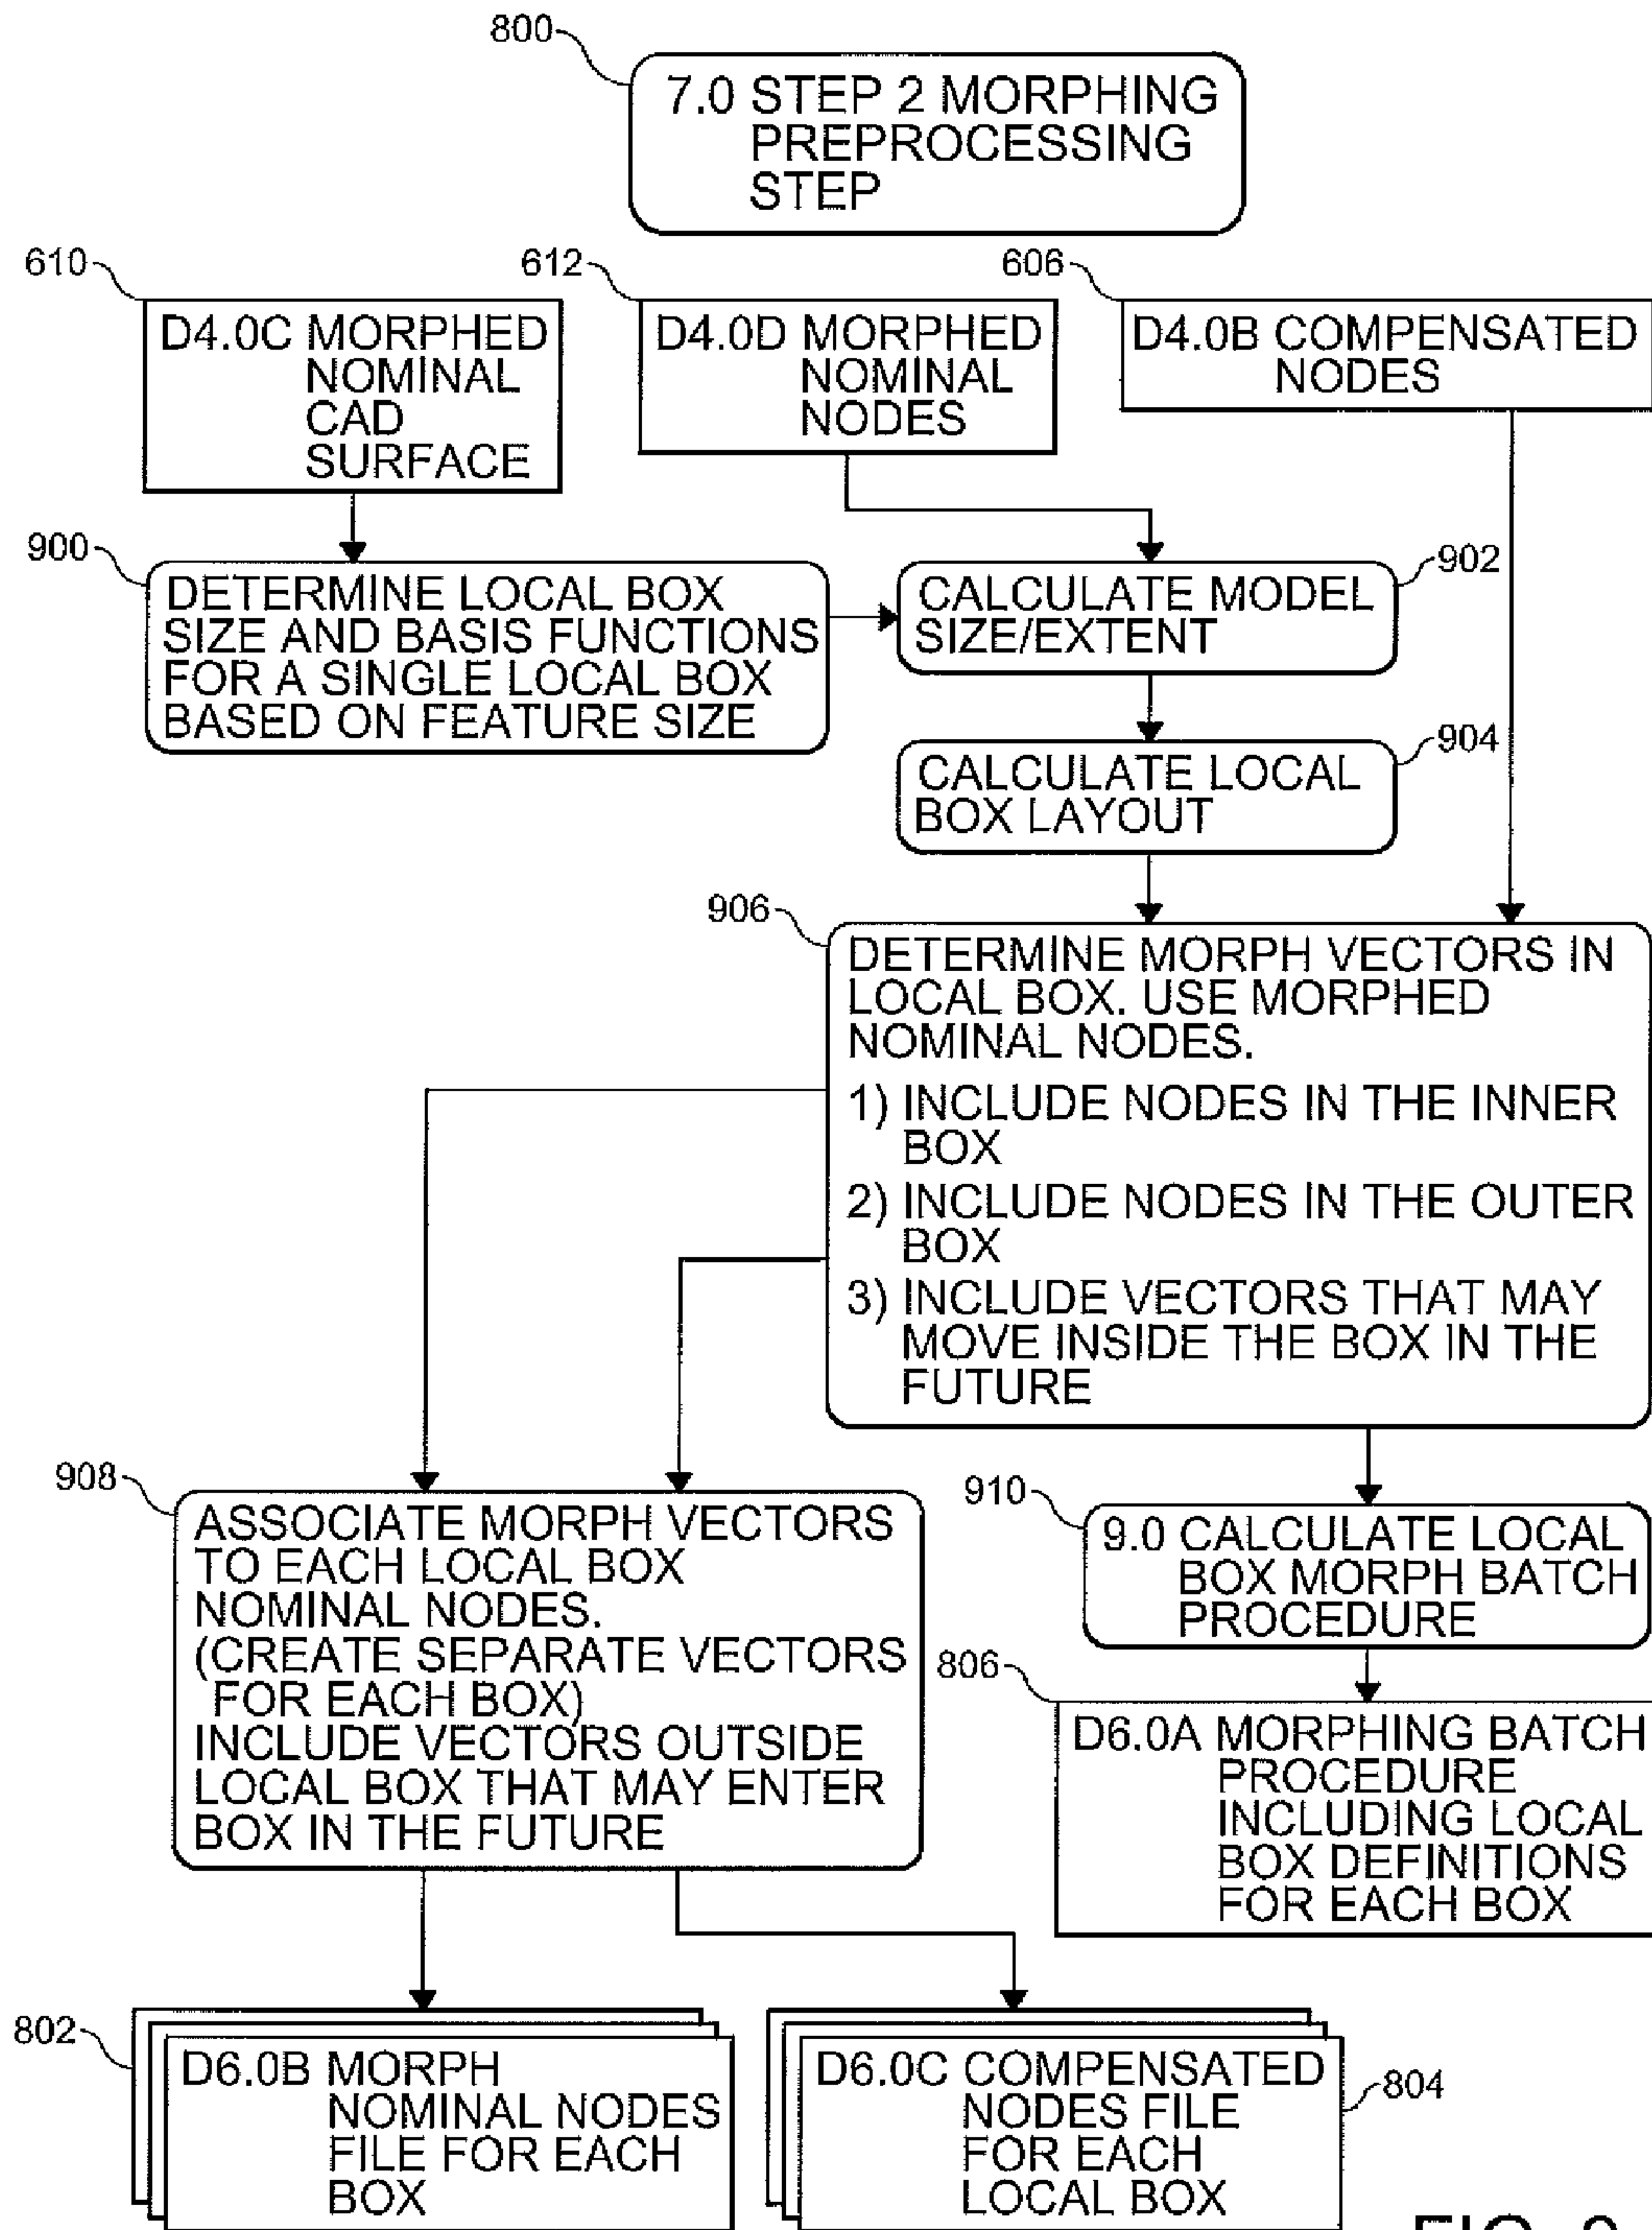 800
7.0 STEP 2 MORPHING
PREPROCESSING
STEP
610
D4.0C MORPHED
NOMINAL
CAD
SURFACE
612
D4.0D MORPHED
NOMINAL
NODES
606
D4.0B COMPENSATED
NODES
900
DETERMINE LOCAL BOX
SIZE AND BASIS FUNCTIONS
FOR A SINGLE LOCAL BOX
BASED ON FEATURE SIZE
902
CALCULATE MODEL
SIZE/EXTENT
904
CALCULATE LOCAL
BOX LAYOUT
906
DETERMINE MORPH VECTORS IN
LOCAL BOX. USE MORPHED
NOMINAL NODES.
1) INCLUDE NODES IN THE INNER
BOX
2) INCLUDE NODES IN THE OUTER
BOX
3) INCLUDE VECTORS THAT MAY
MOVE INSIDE THE BOX IN THE
FUTURE
908
ASSOCIATE MORPH VECTORS
TO EACH LOCAL BOX
NOMINAL NODES.
(CREATE SEPARATE VECTORS
FOR EACH BOX)
INCLUDE VECTORS OUTSIDE
LOCAL BOX THAT MAY ENTER
BOX IN THE FUTURE
910
9.0 CALCULATE LOCAL
BOX MORPH BATCH
PROCEDURE
806
D6.0A MORPHING BATCH
PROCEDURE
INCLUDING LOCAL
BOX DEFINITIONS
FOR EACH BOX
802
D6.0B MORPH
NOMINAL NODES
FILE FOR EACH
BOX
D6.0C COMPENSATED
NODES FILE
FOR EACH
LOCAL BOX
804
FIG.